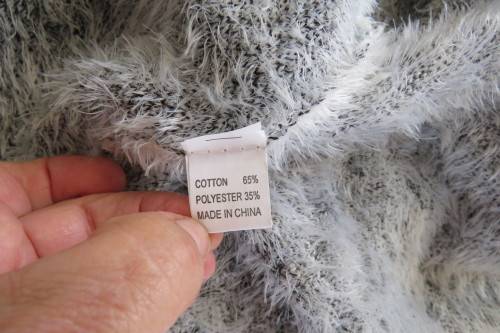 COTTON 65%
POLYESTER 35%
MADE IN CHINA